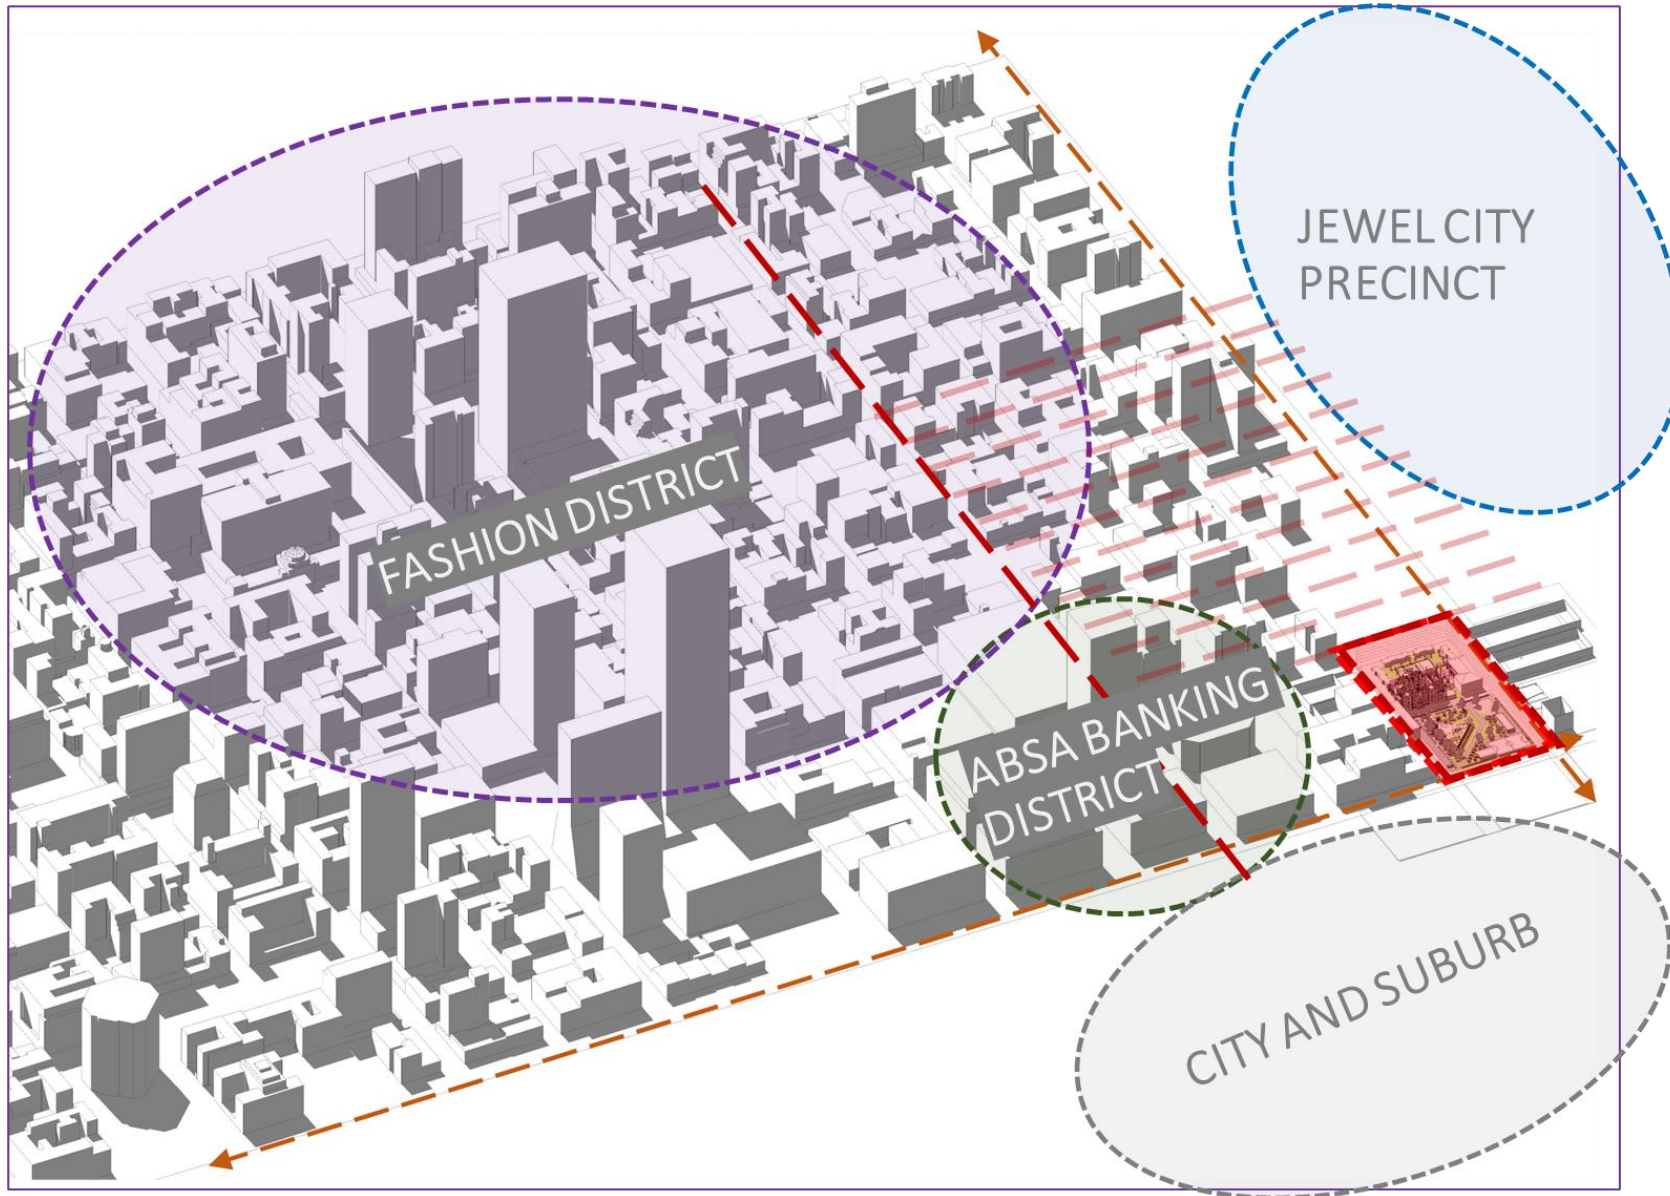 JEWEL CITY
PRECINCT
FASHION DISTRICT
ABSA BANKING
DISTRICT
CITY AND SUBURB